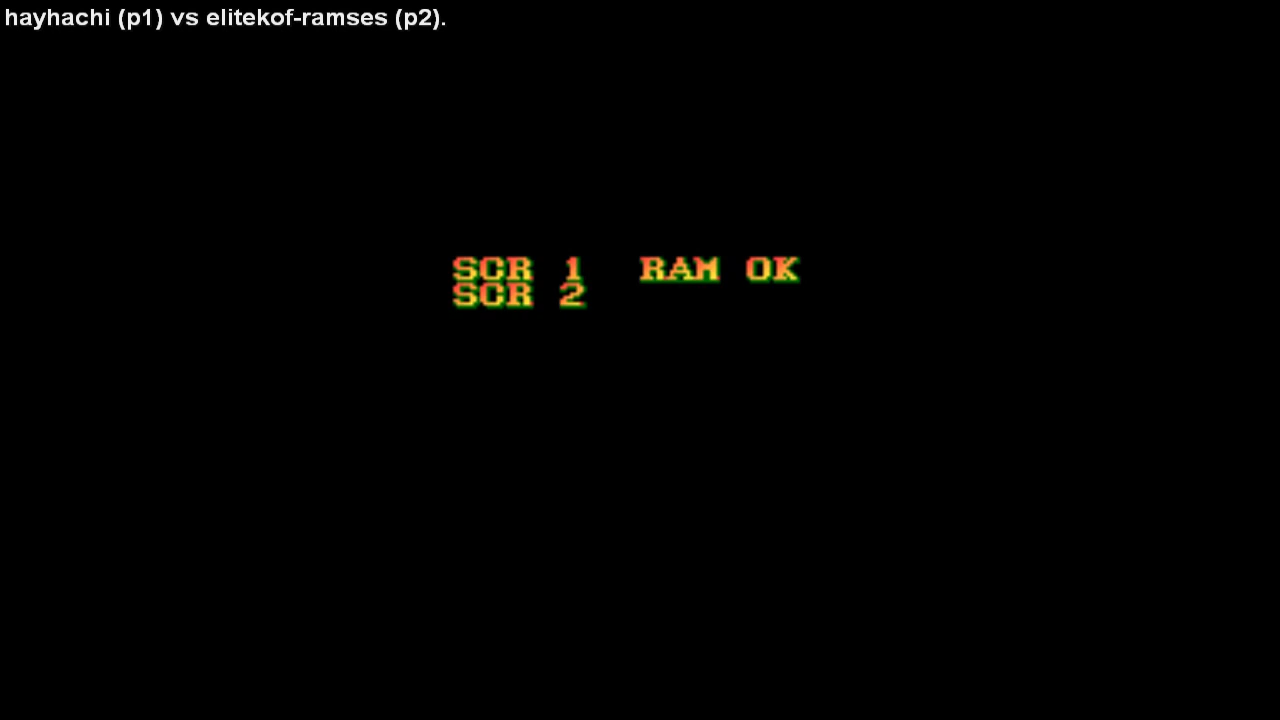 hayhachi (p1) vs elitekof-ramses (p2).
SCR 1 RAM OK
SCR 2